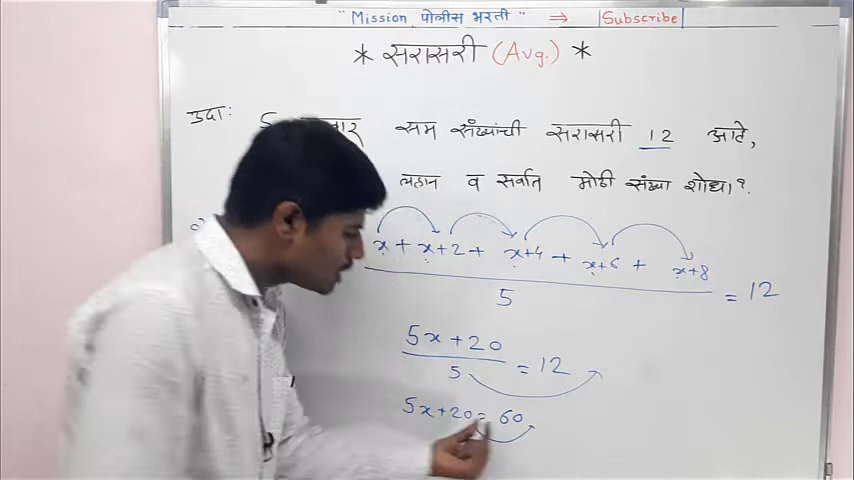 "Mission पोलीस भरती" ⇒ Subscribe
* सरासरी (Avg.) *
उदाः 5 सम संख्यांची सरासरी 12 आहे,
लहान व सर्वात मोठी संख्या शोधा?
x + x+2 + x+4 + x+6 + x+8
5 = 12
5x+20
5 = 12
5x+20 = 60